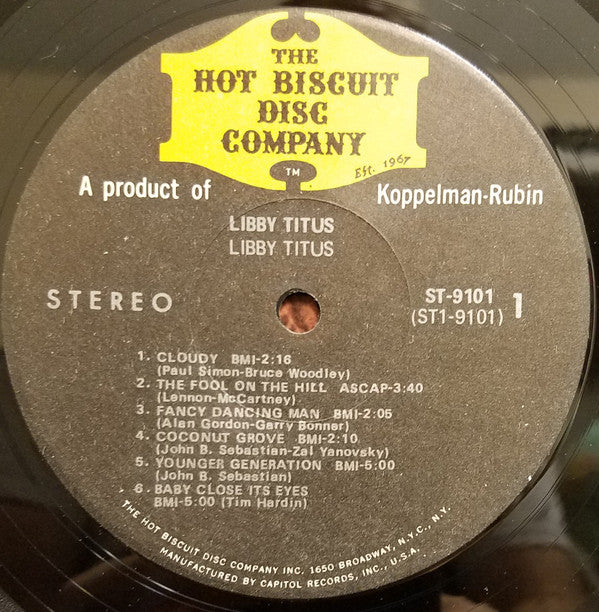 THE
HOT BISCUIT
DISC
COMPANY
Est. 1967
TM
A product of Koppelman-Rubin
LIBBY TITUS
LIBBY TITUS
STEREO
ST-9101
(ST1-9101) 1
1. CLOUDY BMI-2:16
(Paul Simon-Bruce Woodley)
2. THE FOOL ON THE HILL ASCAP-3:40
(Lennon-McCartney)
3. FANCY DANCING MAN BMI-2:05
(Alan Gordon-Garry Bonner)
4. COCONUT GROVE BMI-2:10
(John B. Sebastian-Zal Yanovsky)
5. YOUNGER GENERATION BMI-5:00
(John B. Sebastian)
6. BABY CLOSE ITS EYES
BMI-5:00 (Tim Hardin)
THE HOT BISCUIT DISC COMPANY INC. 1650 BROADWAY, N.Y.C., N.Y.
MANUFACTURED BY CAPITOL RECORDS, INC., U.S.A.